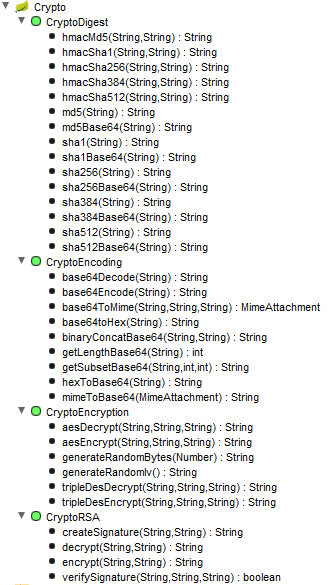 Crypto
CryptoDigest
hmacMd5(String,String) : String
hmacSha1(String,String) : String
hmacSha256(String,String) : String
hmacSha384(String,String) : String
hmacSha512(String,String) : String
md5(String) : String
md5Base64(String) : String
sha1(String) : String
sha1Base64(String) : String
sha256(String) : String
sha256Base64(String) : String
sha384(String) : String
sha384Base64(String) : String
sha512(String) : String
sha512Base64(String) : String
CryptoEncoding
base64Decode(String) : String
base64Encode(String) : String
base64ToMime(String,String,String) : MimeAttachment
base64toHex(String) : String
binaryConcatBase64(String,String) : String
getLengthBase64(String) : int
getSubsetBase64(String,int,int) : String
hexToBase64(String) : String
mimeToBase64(MimeAttachment) : String
CryptoEncryption
aesDecrypt(String,String,String) : String
aesEncrypt(String,String,String) : String
generateRandomBytes(Number) : String
generateRandomIv() : String
tripleDesDecrypt(String,String,String) : String
tripleDesEncrypt(String,String,String) : String
CryptoRSA
createSignature(String,String) : String
decrypt(String,String) : String
encrypt(String,String) : String
verifySignature(String,String,String) : boolean